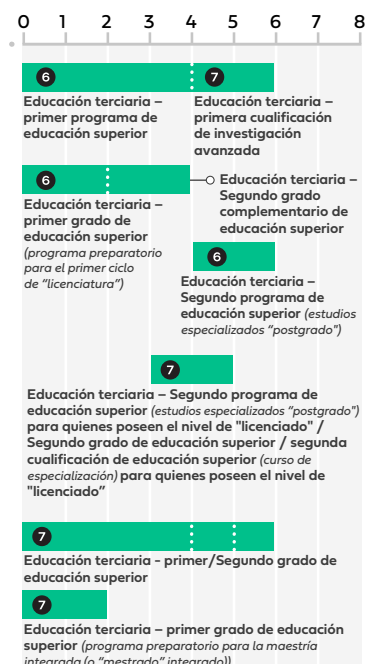 0 1 2 3 4 5 6 7 8
6 7
Educación terciaria –
primer programa de
educación superior
Educación terciaria –
primera cualificación
de investigación
avanzada
6
Educación terciaria –
primer grado de
educación superior
(programa preparatorio
para el primer ciclo
de “licenciatura”)
Educación terciaria –
Segundo grado
complementario de
educación superior
6
Educación terciaria –
Segundo programa de
educación superior (estudios
especializados “postgrado”)
7
Educación terciaria – Segundo programa de
educación superior (estudios especializados “postgrado")
para quienes poseen el nivel de "licenciado" /
Segundo grado de educación superior / segunda
cualificación de educación superior (curso de
especialización) para quienes poseen el nivel de
"licenciado”
7
Educación terciaria - primer/Segundo grado de
educación superior
7
Educación terciaria – primer grado de educación
superior (programa preparatorio para la maestría
integrada (o “mestrado” integrado))